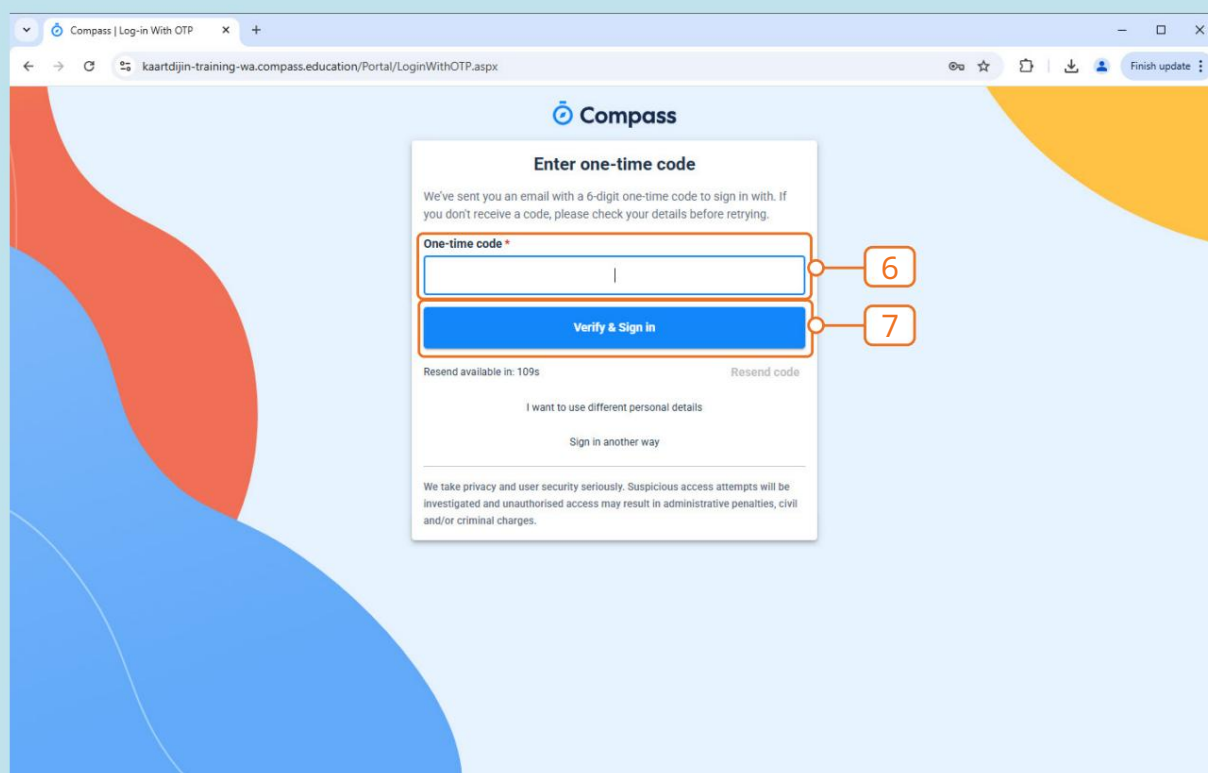 Compass | Log-in With OTP
kaartdijin-training-wa.compass.education/Portal/LoginWithOTP.aspx
Finish update
Compass
Enter one-time code
We've sent you an email with a 6-digit one-time code to sign in with. If
you don't receive a code, please check your details before retrying.
One-time code *
6
Verify & Sign in
7
Resend available in: 109s Resend code
I want to use different personal details
Sign in another way
We take privacy and user security seriously. Suspicious access attempts will be
investigated and unauthorised access may result in administrative penalties, civil
and/or criminal charges.